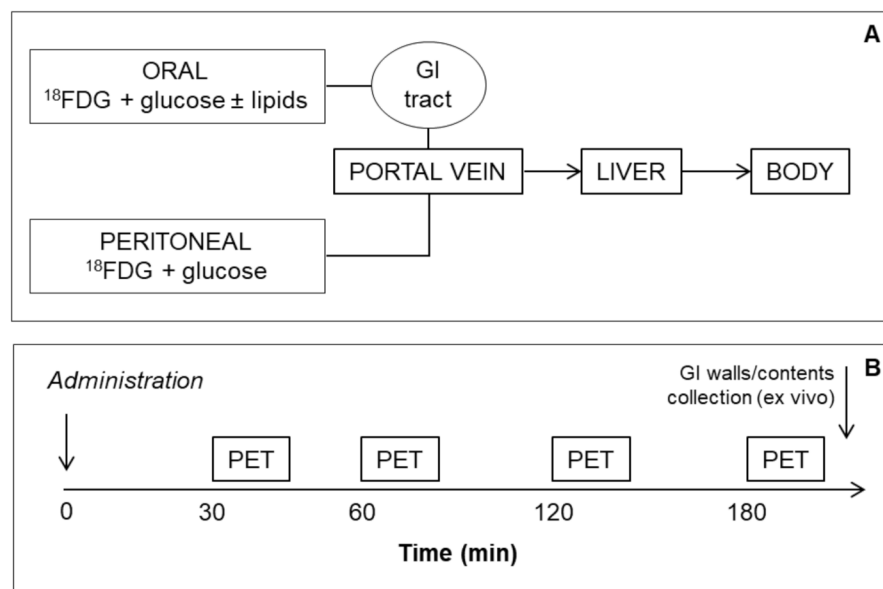 A
ORAL
¹⁸FDG + glucose ± lipids
GI
tract
PORTAL VEIN
LIVER
BODY
PERITONEAL
¹⁸FDG + glucose
B
Administration
GI walls/contents
collection (ex vivo)
PET PET PET PET
0 30 60 120 180
Time (min)